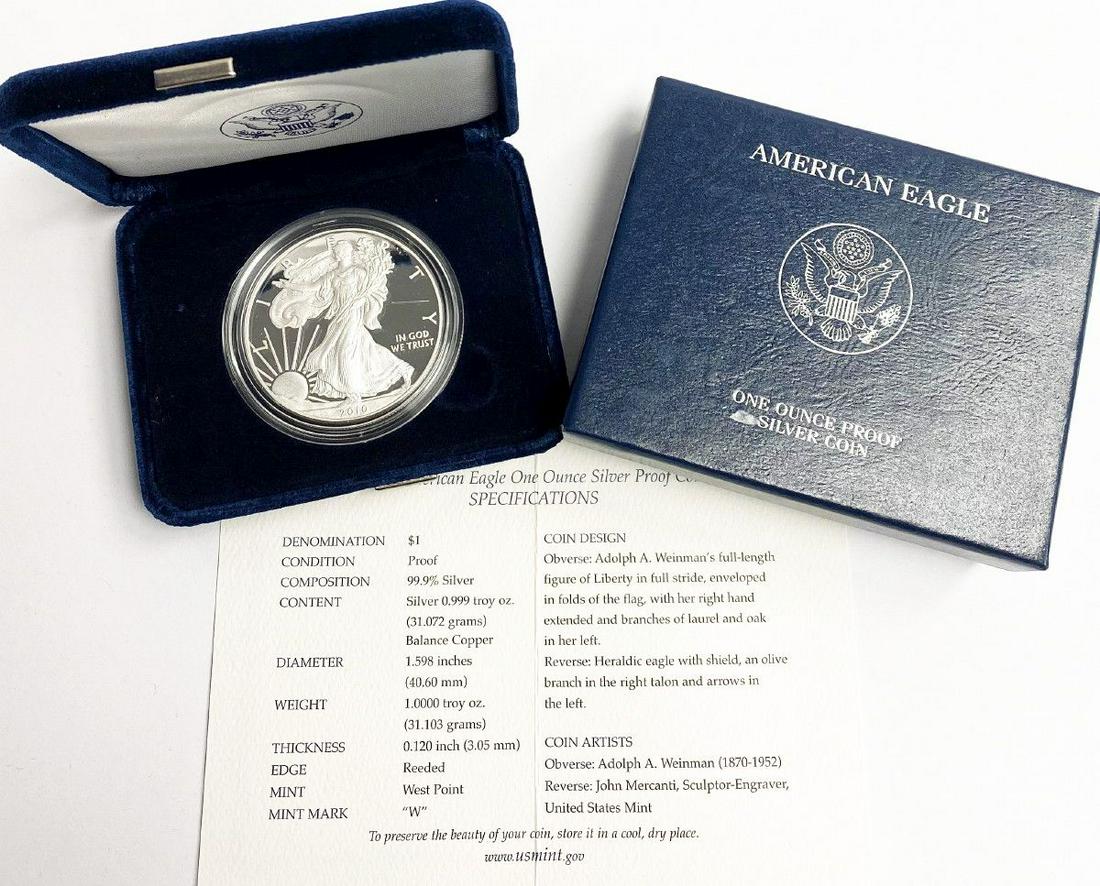 LIBERTY
IN GOD
WE TRUST
2010
AMERICAN EAGLE
ONE OUNCE PROOF
SILVER COIN
Eagle One Ounce Silver Proof
SPECIFICATIONS
DENOMINATION $1
CONDITION Proof
COMPOSITION 99.9% Silver
CONTENT Silver 0.999 troy oz.
(31.072 grams)
Balance Copper
DIAMETER 1.598 inches
(40.60 mm)
WEIGHT 1.0000 troy oz.
(31.103 grams)
THICKNESS 0.120 inch (3.05 mm)
EDGE Reeded
MINT West Point
MINT MARK “W”
COIN DESIGN
Obverse: Adolph A. Weinman's full-length
figure of Liberty in full stride, enveloped
in folds of the flag, with her right hand
extended and branches of laurel and oak
in her left.
Reverse: Heraldic eagle with shield, an olive
branch in the right talon and arrows in
the left.
COIN ARTISTS
Obverse: Adolph A. Weinman (1870-1952)
Reverse: John Mercanti, Sculptor-Engraver,
United States Mint
To preserve the beauty of your coin, store it in a cool, dry place.
www.usmint.gov